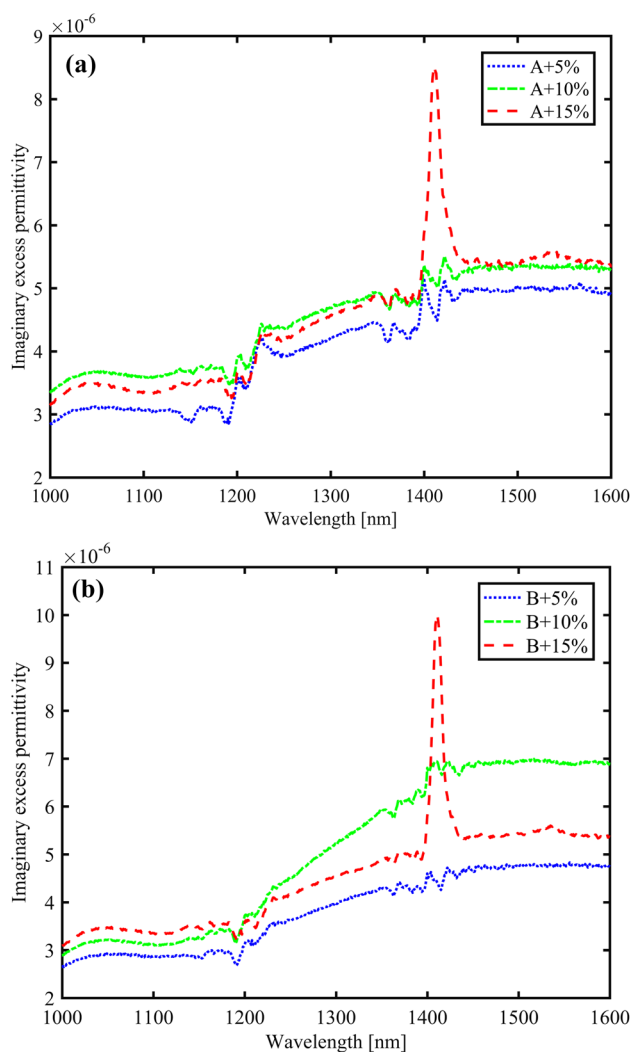 ×10⁻⁶
9
(a)
A+5%
A+10%
A+15%
8
7
6
5
4
3
2
Imaginary excess permittivity
1000 1100 1200 1300 1400 1500 1600
Wavelength [nm]
×10⁻⁶
11
(b)
B+5%
B+10%
B+15%
10
9
8
7
6
5
4
3
2
Imaginary excess permittivity
1000 1100 1200 1300 1400 1500 1600
Wavelength [nm]